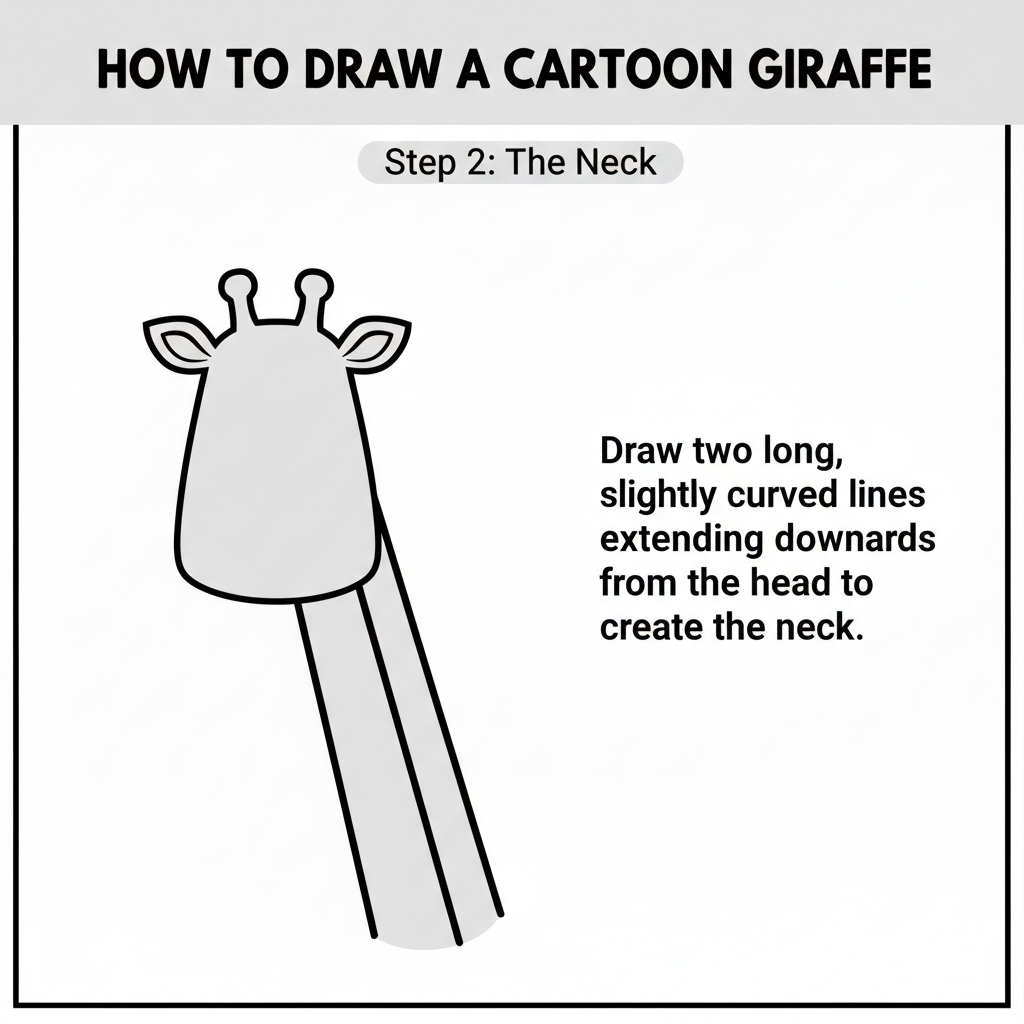 HOW TO DRAW A CARTOON GIRAFFE
Step 2: The Neck
Draw two long,
slightly curved lines
extending downards
from the head to
create the neck.